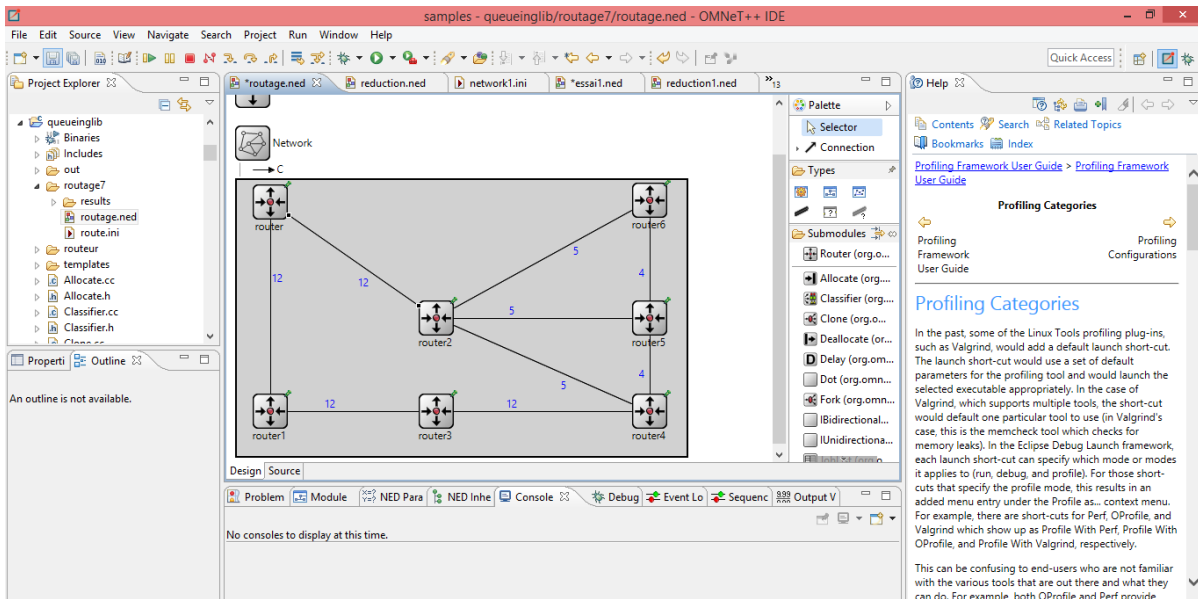 samples - queueinglib/routage7/routage.ned - OMNeT++ IDE
File Edit Source View Navigate Search Project Run Window Help
Quick Access
Project Explorer
queueinglib
Binaries
Includes
out
routage7
results
routage.ned
route.ini
routeur
templates
Allocate.cc
Allocate.h
Classifier.cc
Classifier.h
Properti
Outline
An outline is not available.
*routage.ned
reduction.ned
network1.ini
*essai1.ned
reduction1.ned
»13
Network
C
router
router6
12
12
5
4
5
router2
router5
5
4
12
12
router1
router3
router4
Design
Source
Palette
Selector
Connection
Types
Submodules
Router (org.o...
Allocate (org....
Classifier (org....
Clone (org.o...
Deallocate (or...
Delay (org.om...
Dot (org.omn...
Fork (org.omn...
IBidirectional...
IUnidirectiona...
Problem
Module
NED Para
NED Inhe
Console
Debug
Event Lo
Sequenc
Output V
No consoles to display at this time.
Help
Contents
Search
Related Topics
Bookmarks
Index
Profiling Framework User Guide > Profiling Framework
User Guide
Profiling Categories
Profiling
Framework
User Guide
Profiling
Configurations
Profiling Categories
In the past, some of the Linux Tools profiling plug-ins,
such as Valgrind, would add a default launch short-cut.
The launch short-cut would use a set of default
parameters for the profiling tool and would launch the
selected executable appropriately. In the case of
Valgrind, which supports multiple tools, the short-cut
would default one particular tool to use (in Valgrind's
case, this is the memcheck tool which checks for
memory leaks). In the Eclipse Debug Launch framework,
each launch short-cut can specify which mode or modes
it applies to (run, debug, and profile). For those short-
cuts that specify the profile mode, this results in an
added menu entry under the Profile as... context menu.
For example, there are short-cuts for Perf, OProfile, and
Valgrind which show up as Profile With Perf, Profile With
OProfile, and Profile With Valgrind, respectively.
This can be confusing to end-users who are not familiar
with the various tools that are out there and what they
can do. For example, both OProfile and Perf provide